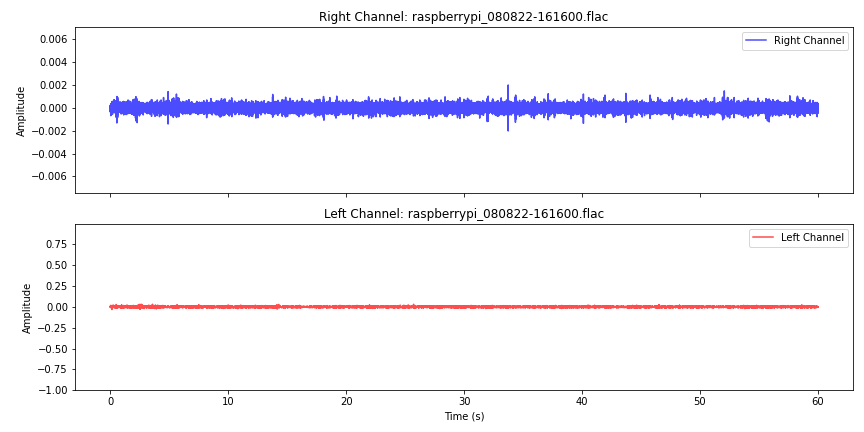 Right Channel: raspberrypi_080822-161600.flac
Right Channel
Amplitude
0.006
0.004
0.002
0.000
−0.002
−0.004
−0.006
Left Channel: raspberrypi_080822-161600.flac
Left Channel
Amplitude
0.75
0.50
0.25
0.00
−0.25
−0.50
−0.75
−1.00
0 10 20 30 40 50 60
Time (s)